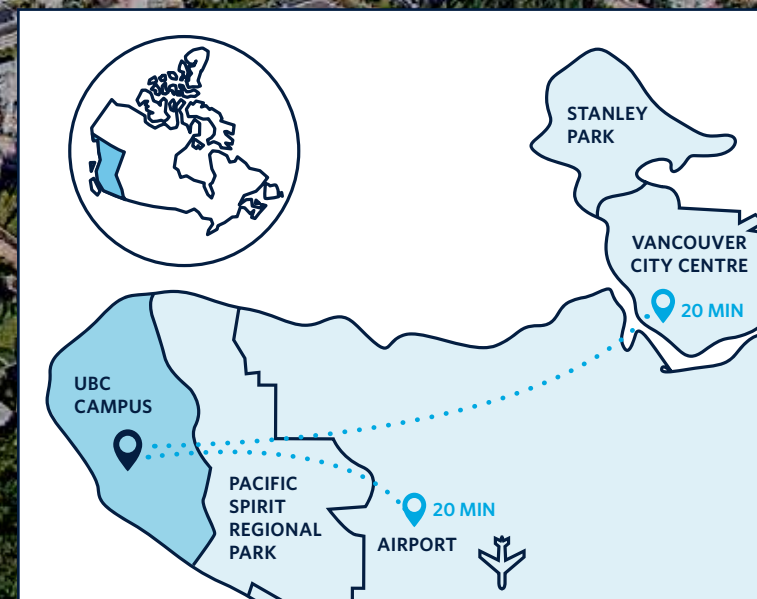 STANLEY
PARK
VANCOUVER
CITY CENTRE
20 MIN
UBC
CAMPUS
PACIFIC
SPIRIT
REGIONAL
PARK
20 MIN
AIRPORT